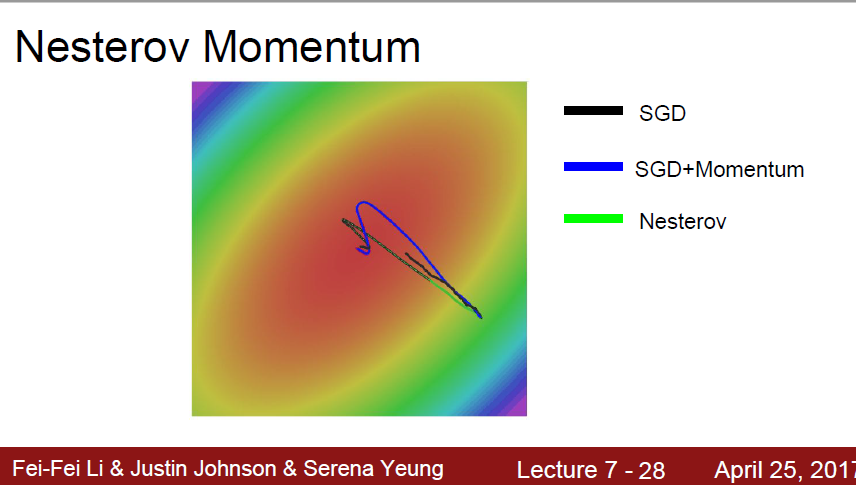 Nesterov Momentum
SGD
SGD+Momentum
Nesterov
Fei-Fei Li & Justin Johnson & Serena Yeung Lecture 7 - 28 April 25, 2017